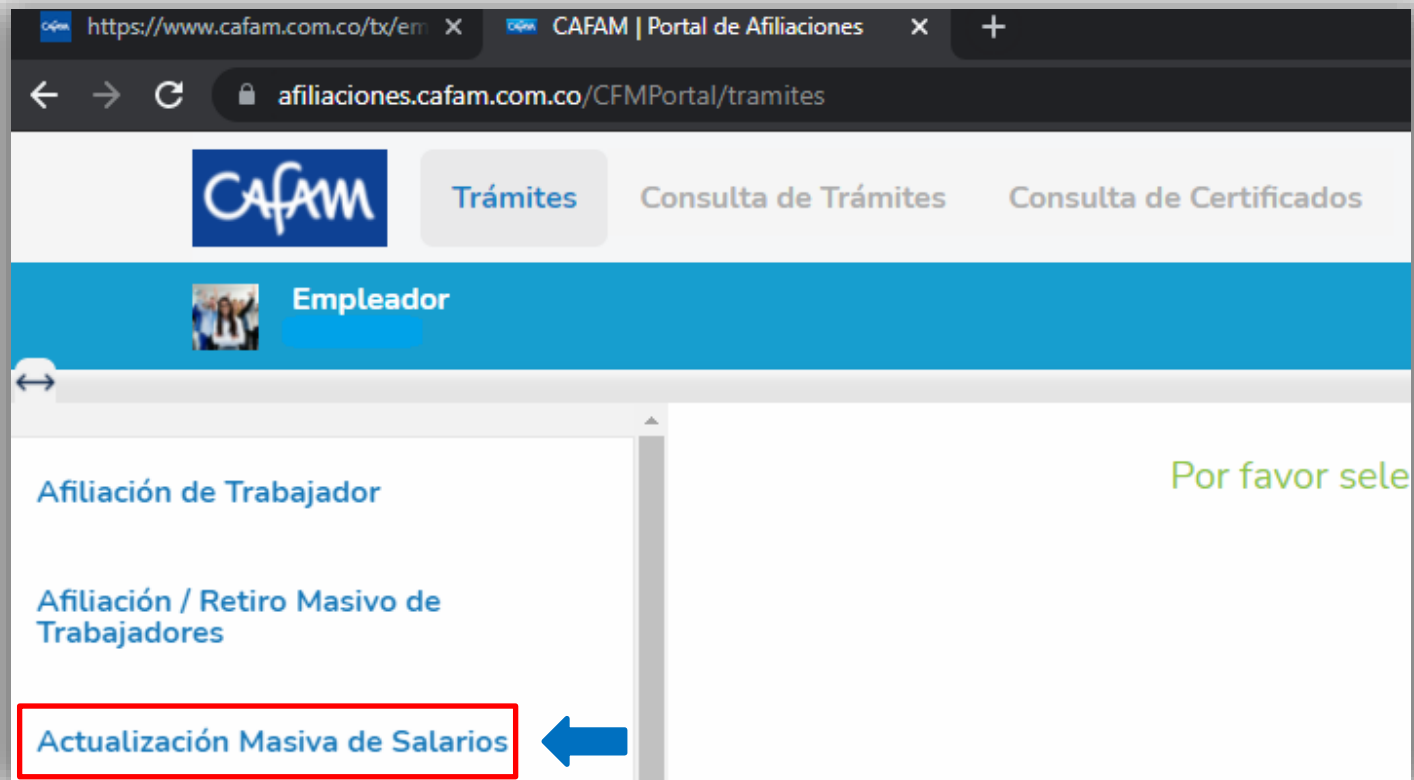 https://www.cafam.com.co/tx/em
CAFAM | Portal de Afiliaciones
afiliaciones.cafam.com.co/CFMPortal/tramites
CAFAM
Trámites
Consulta de Trámites
Consulta de Certificados
Empleador
Afiliación de Trabajador
Por favor sele
Afiliación / Retiro Masivo de
Trabajadores
Actualización Masiva de Salarios